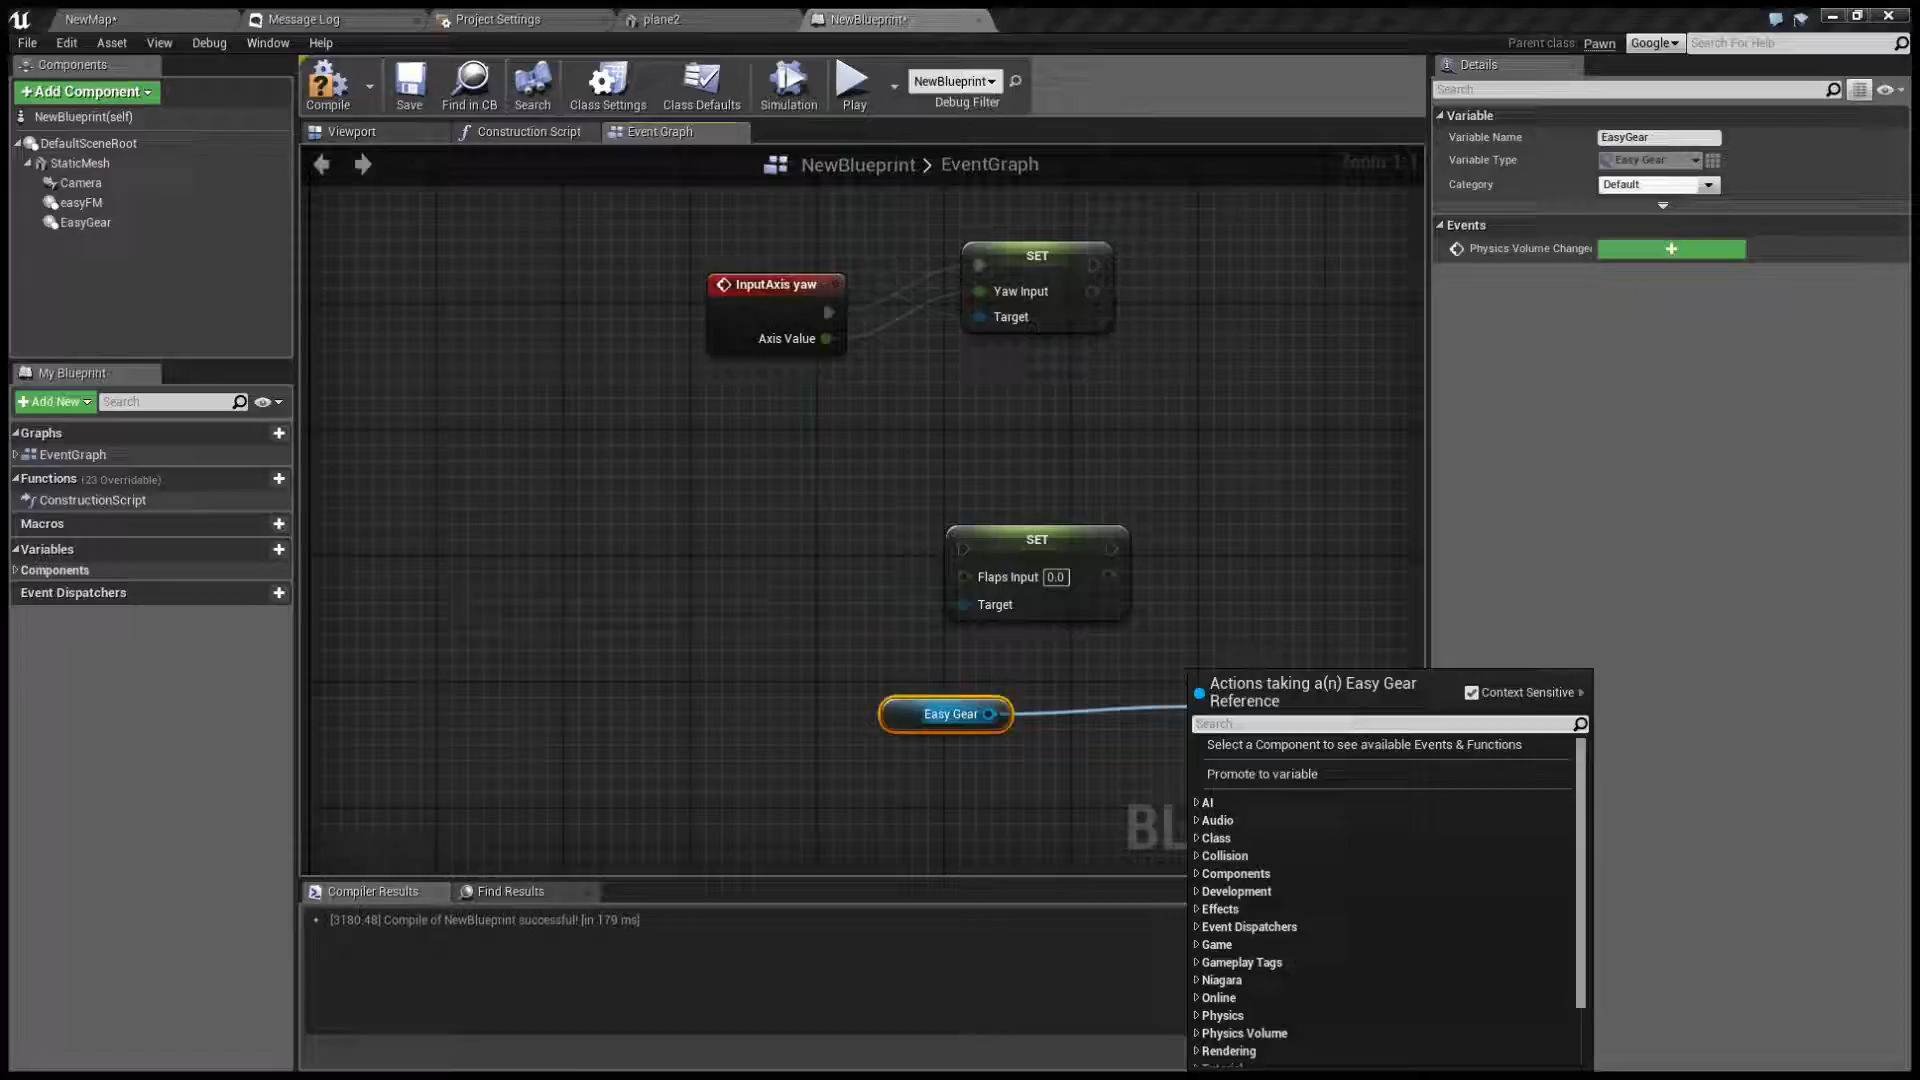 NewMap*
Message Log
Project Settings
plane2
NewBlueprint*
File Edit Asset View Debug Window Help
Parent class: Pawn
Google
Search For Help
Components
+Add Component
NewBlueprint(self)
DefaultSceneRoot
StaticMesh
Camera
easyFM
EasyGear
My Blueprint
+Add New
Search
Graphs
EventGraph
Functions (23 Overridable)
ConstructionScript
Macros
Variables
Components
Event Dispatchers
Compile
Save
Find in CB
Search
Class Settings
Class Defaults
Simulation
Play
NewBlueprint
Debug Filter
Viewport
Construction Script
Event Graph
NewBlueprint > EventGraph
Zoom 1:1
InputAxis yaw
Axis Value
SET
Yaw Input
Target
SET
Flaps Input 0.0
Target
Easy Gear
BL
Actions taking a(n) Easy Gear
Reference
Context Sensitive
Search
Select a Component to see available Events & Functions
Promote to variable
AI
Audio
Class
Collision
Components
Development
Effects
Event Dispatchers
Game
Gameplay Tags
Niagara
Online
Physics
Physics Volume
Rendering
Compiler Results
Find Results
[3180.48] Compile of NewBlueprint successful! [in 179 ms]
Details
Search
Variable
Variable Name EasyGear
Variable Type Easy Gear
Category Default
Events
Physics Volume Change
+